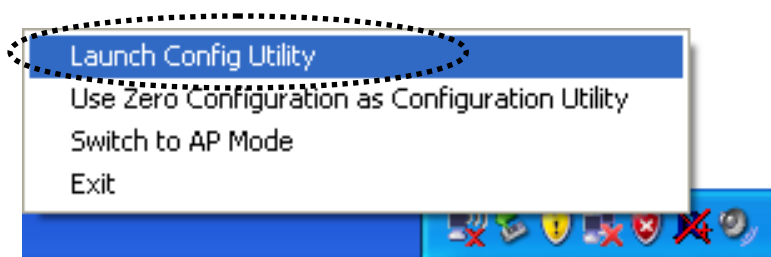 Launch Config Utility
Use Zero Configuration as Configuration Utility
Switch to AP Mode
Exit